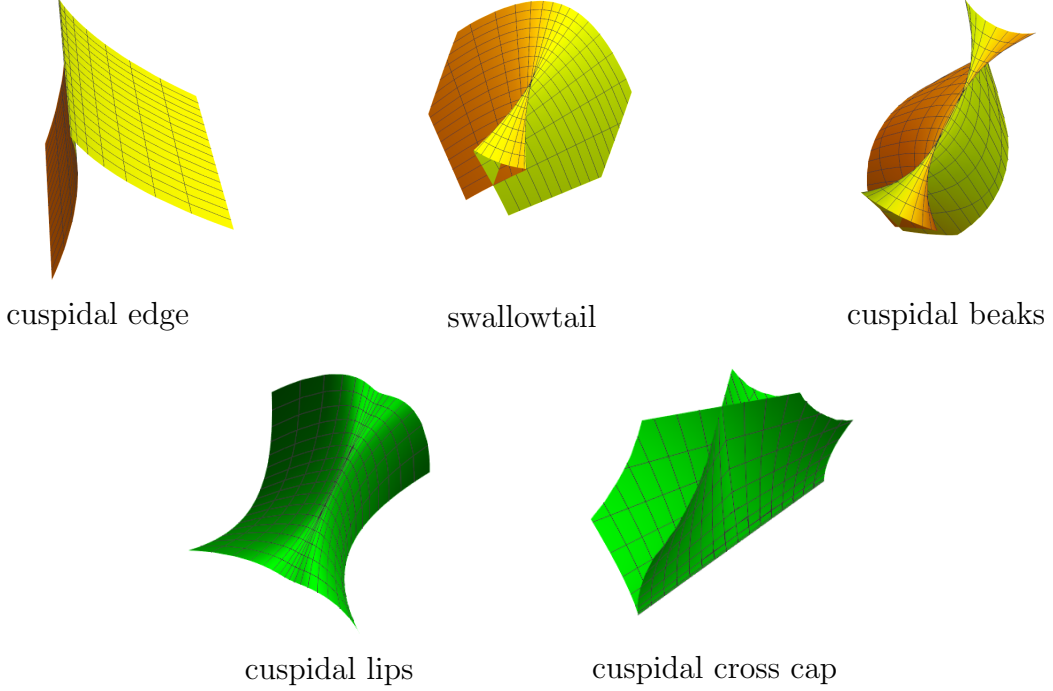 cuspidal edge
swallowtail
cuspidal beaks
cuspidal lips
cuspidal cross cap